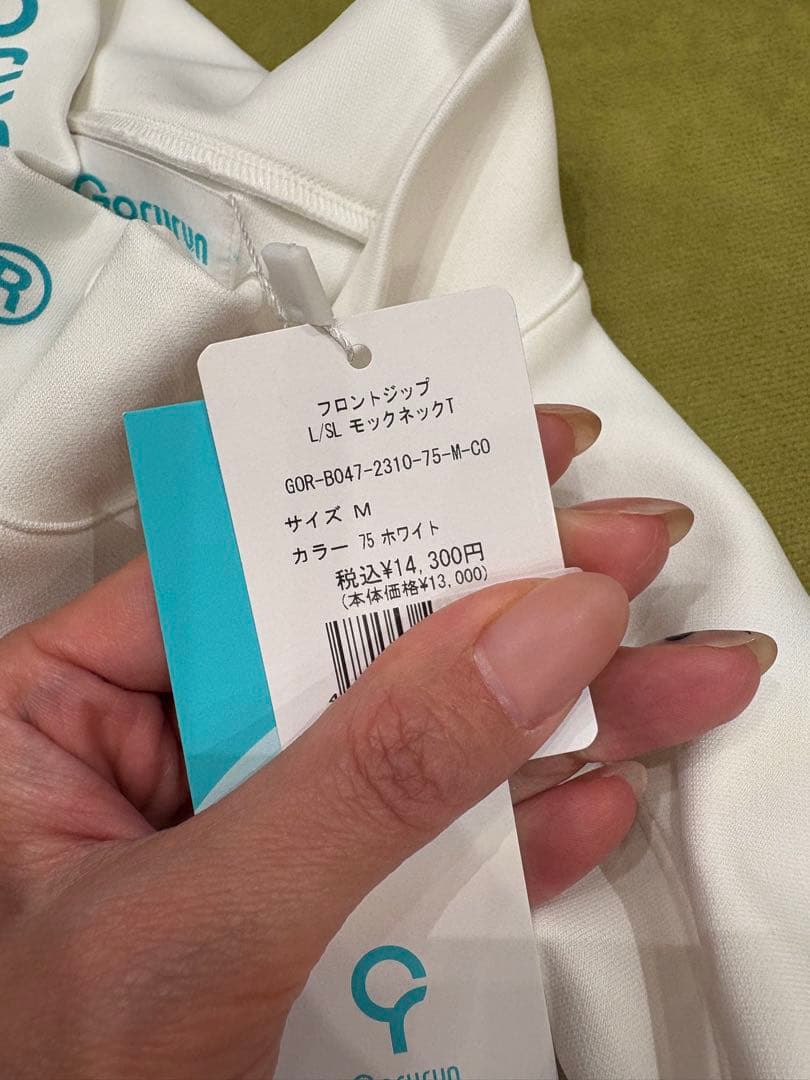 Gorurun
R
フロントジップ
L/SL モックネックT
GOR-B047-2310-75-M-CO
サイズ M
カラー 75 ホワイト
税込¥14,300円
(本体価格¥13,000)
Gorurun